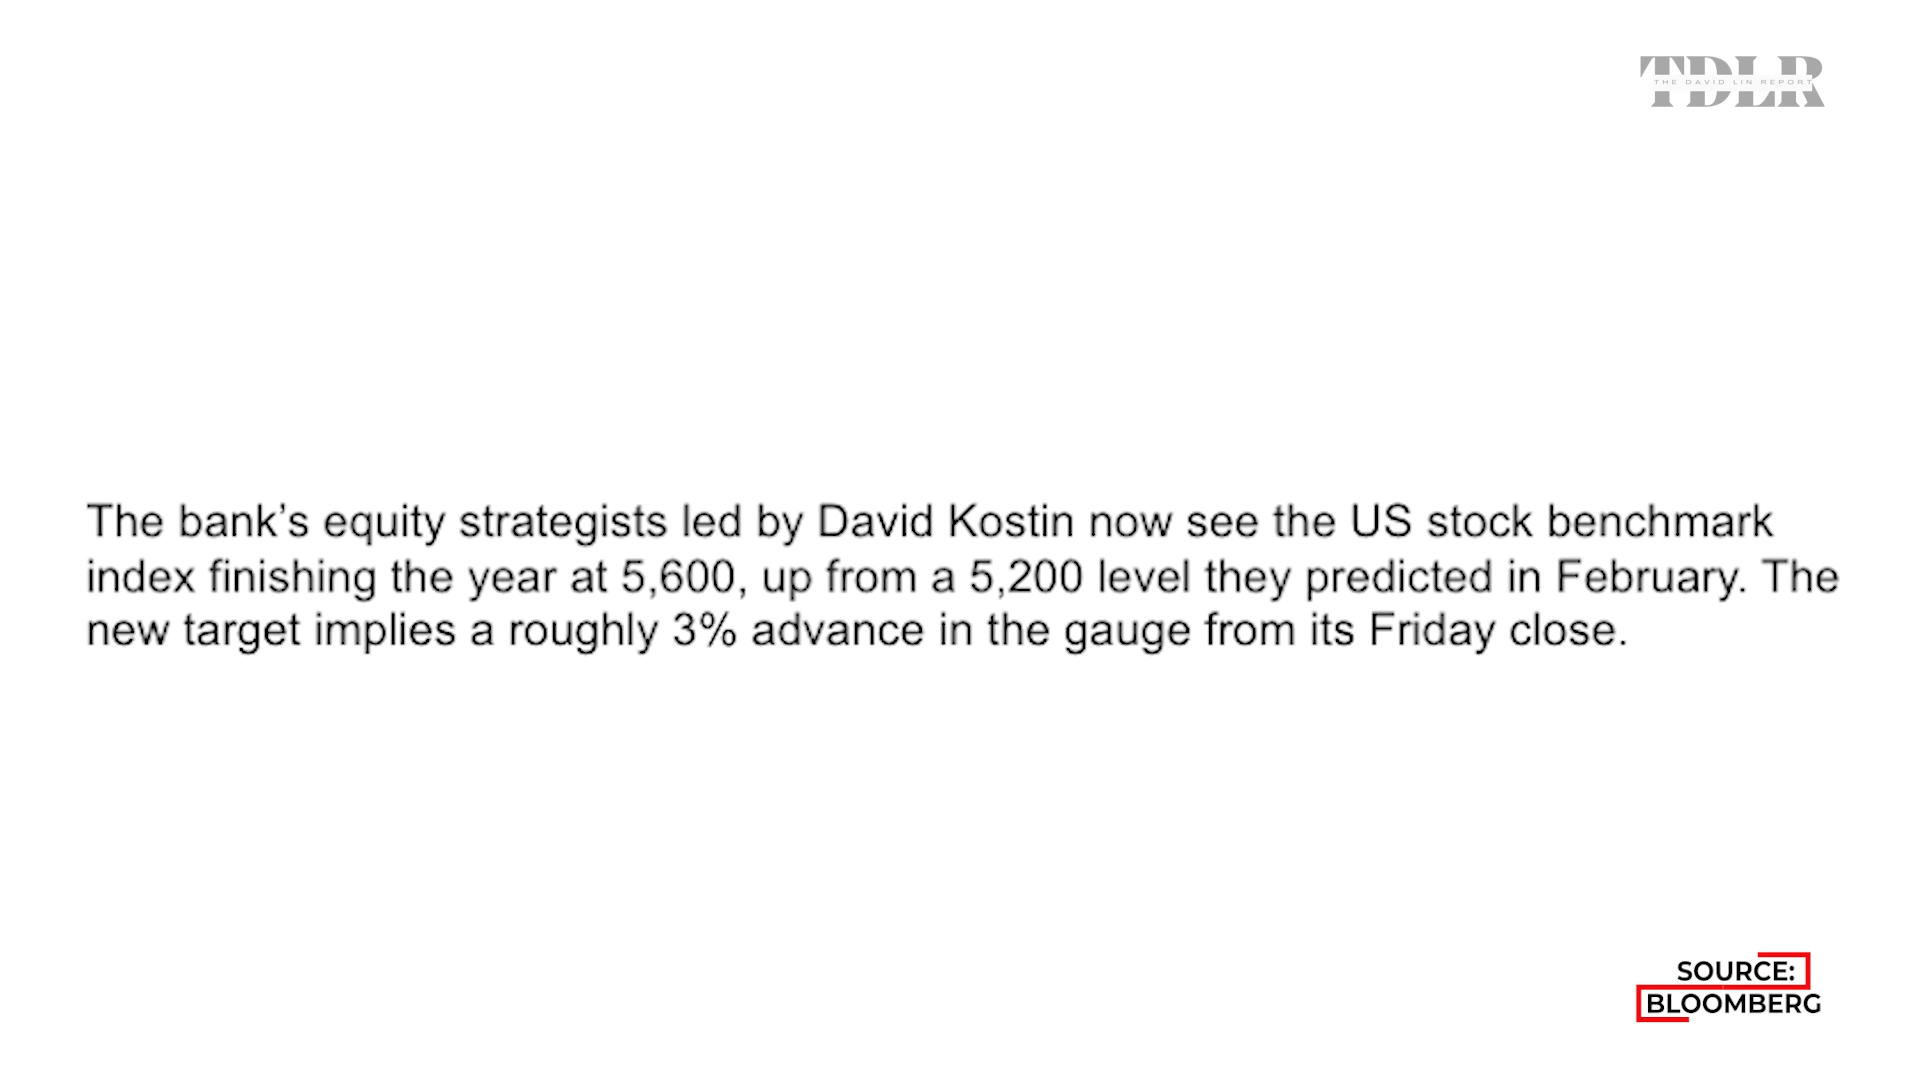 TDLR
THE DAVID LIN REPORT
The bank’s equity strategists led by David Kostin now see the US stock benchmark
index finishing the year at 5,600, up from a 5,200 level they predicted in February. The
new target implies a roughly 3% advance in the gauge from its Friday close.
SOURCE:
BLOOMBERG